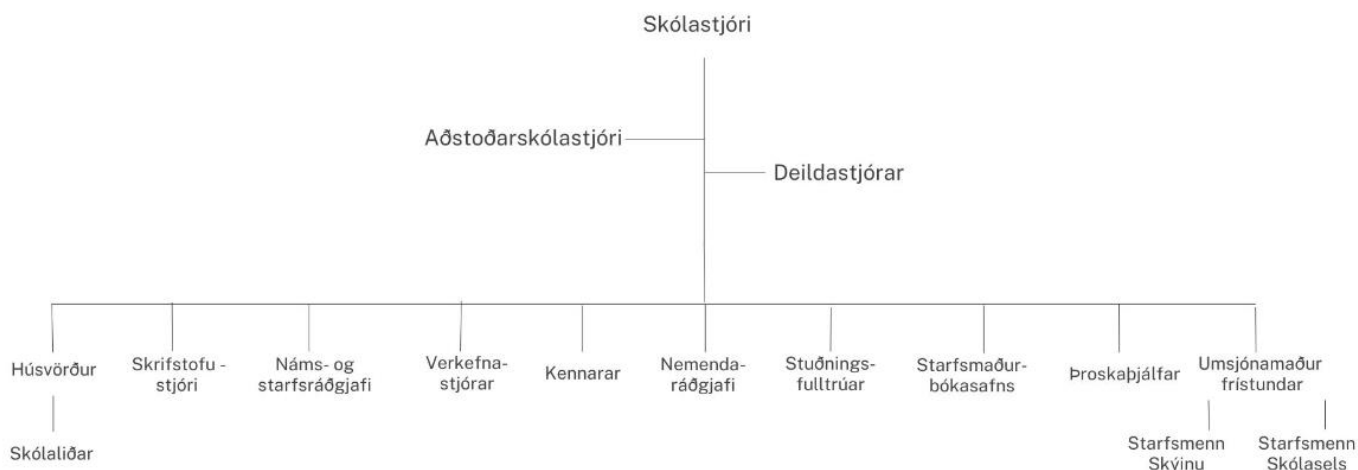 Skólastjóri
Aðstoðarskólastjóri
Deildastjórar
Húsvörður
Skrifstofu -
stjóri
Náms- og
starfsráðgjafi
Verkefna-
stjórar
Kennarar
Nemenda-
ráðgjafi
Stuðnings-
fulltrúar
Starfsmaður-
bókasafns
Þroskaþjálfar
Umsjónamaður
frístundar
Skólaliðar
Starfsmenn
Skýinu
Starfsmenn
Skólasels